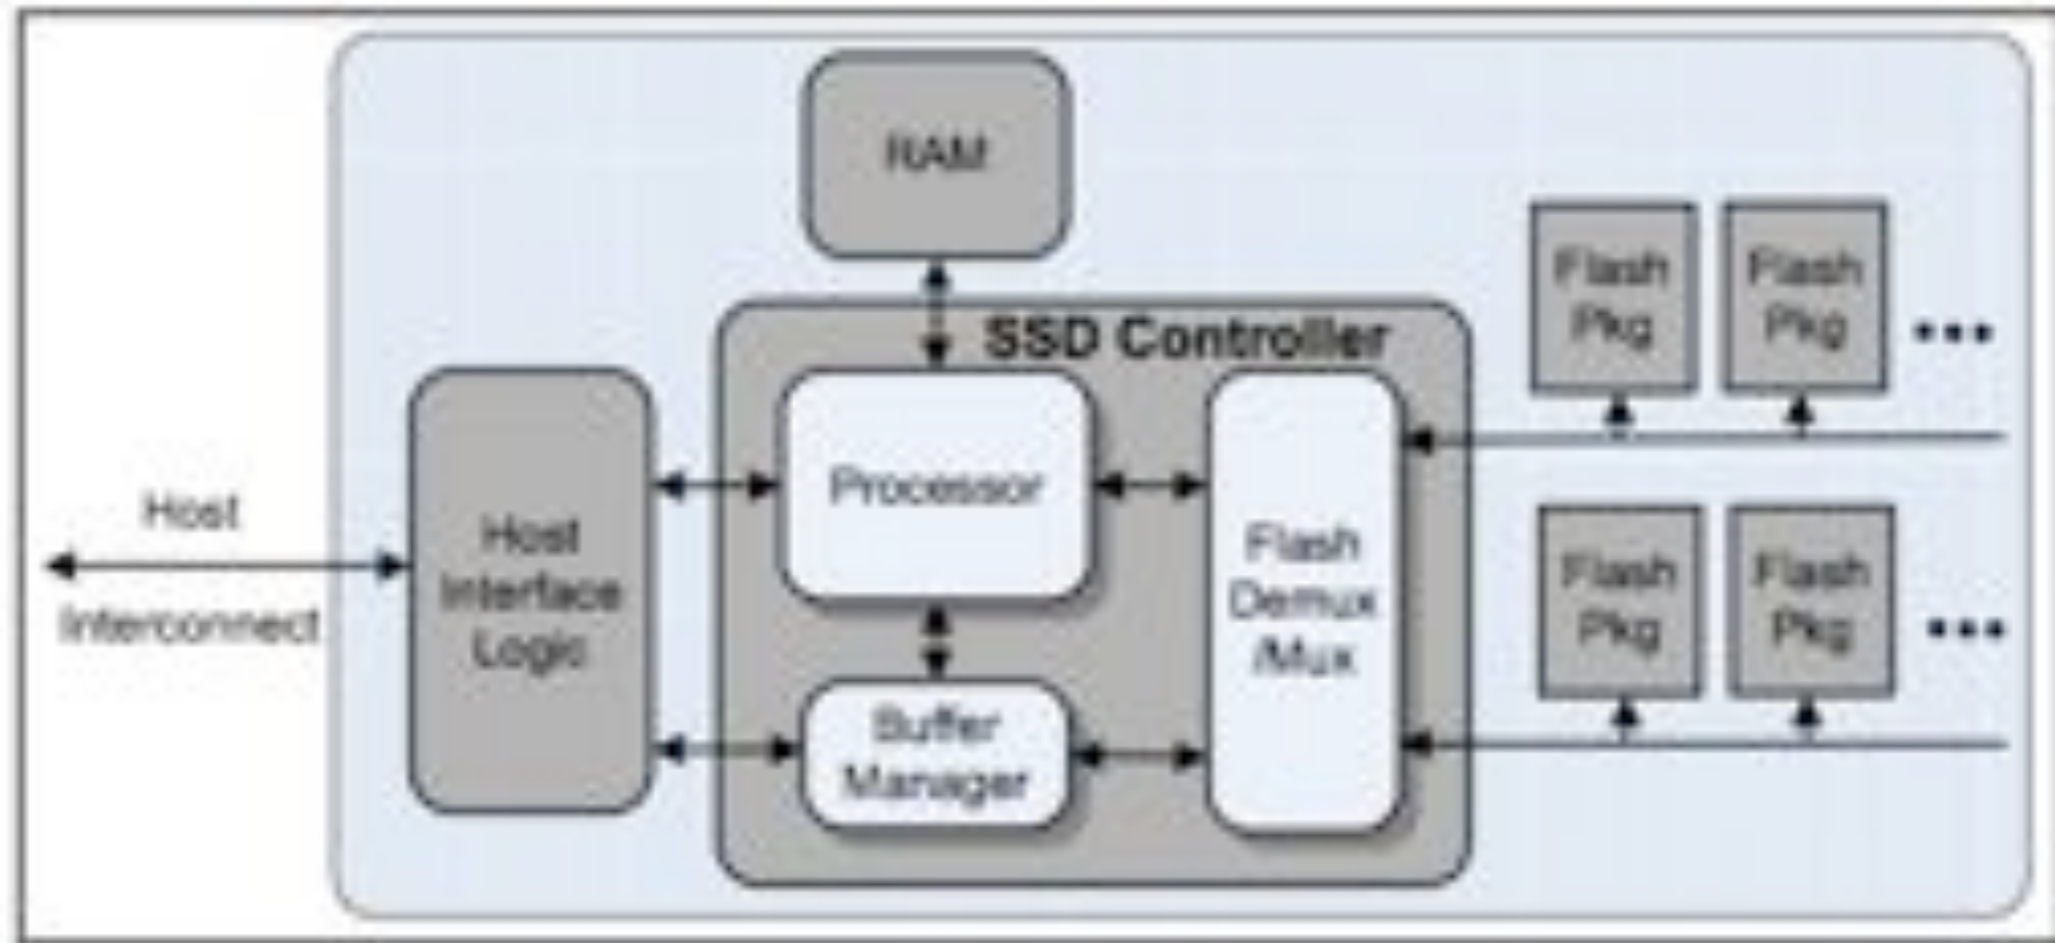 RAM
SSD Controller
Flash
Pkg
Flash
Pkg
Processor
Host
Interconnect
Host
Interface
Logic
Flash
Demux
/Mux
Flash
Pkg
Flash
Pkg
Buffer
Manager